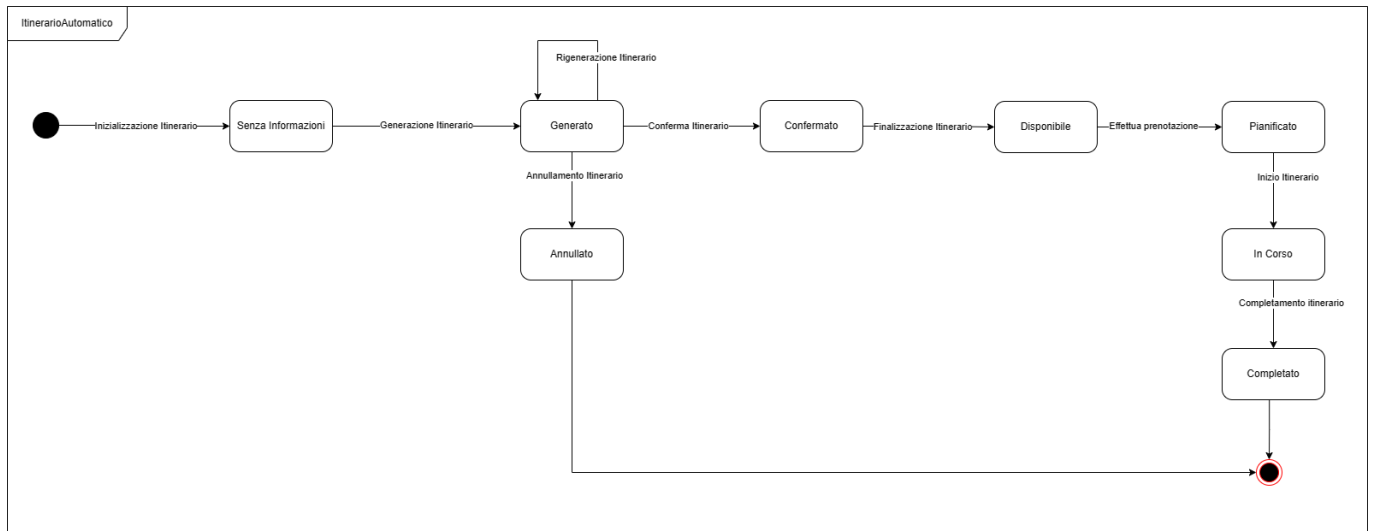 ItinerarioAutomatico
Rigenerazione Itinerario
Inizializzazione Itinerario
Senza Informazioni
Generazione Itinerario
Generato
Conferma Itinerario
Confermato
Finalizzazione Itinerario
Disponibile
Effettua prenotazione
Pianificato
Annullamento Itinerario
Inizio Itinerario
Annullato
In Corso
Completamento itinerario
Completato